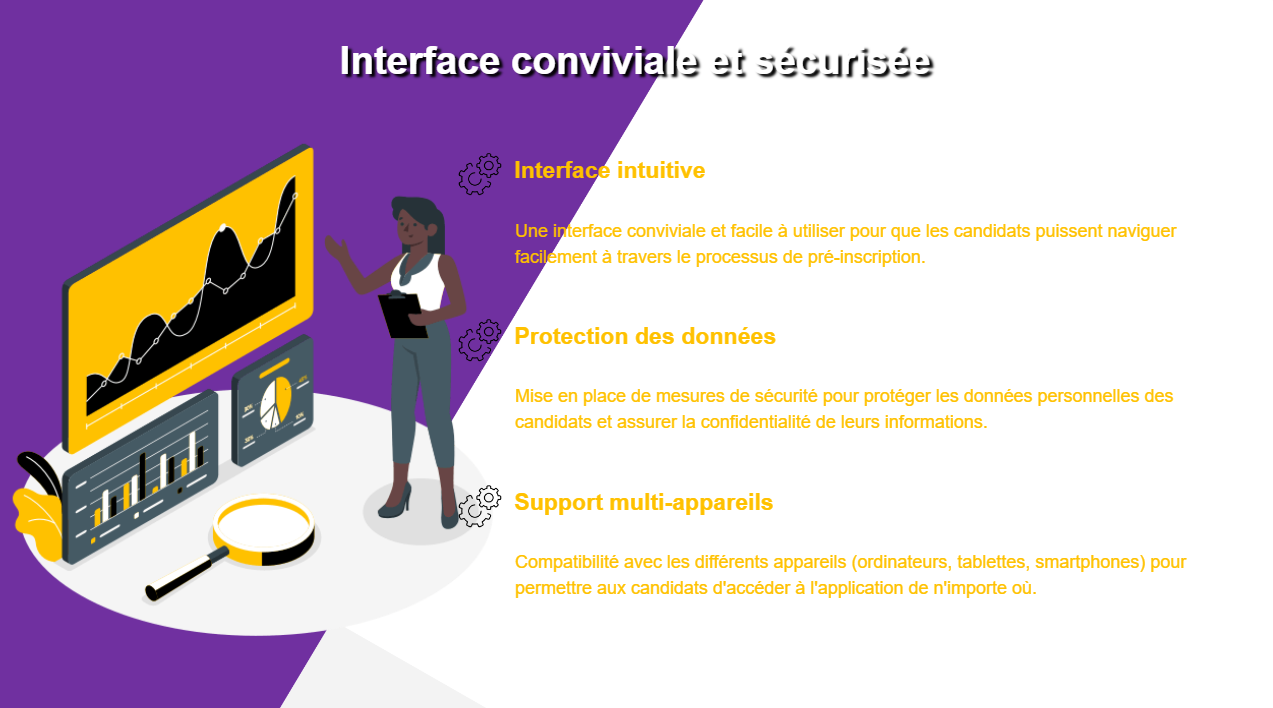 Interface conviviale et sécurisée
Interface intuitive
Une interface conviviale et facile à utiliser pour que les candidats puissent naviguer
facilement à travers le processus de pré-inscription.
Protection des données
Mise en place de mesures de sécurité pour protéger les données personnelles des
candidats et assurer la confidentialité de leurs informations.
Support multi-appareils
Compatibilité avec les différents appareils (ordinateurs, tablettes, smartphones) pour
permettre aux candidats d'accéder à l'application de n'importe où.